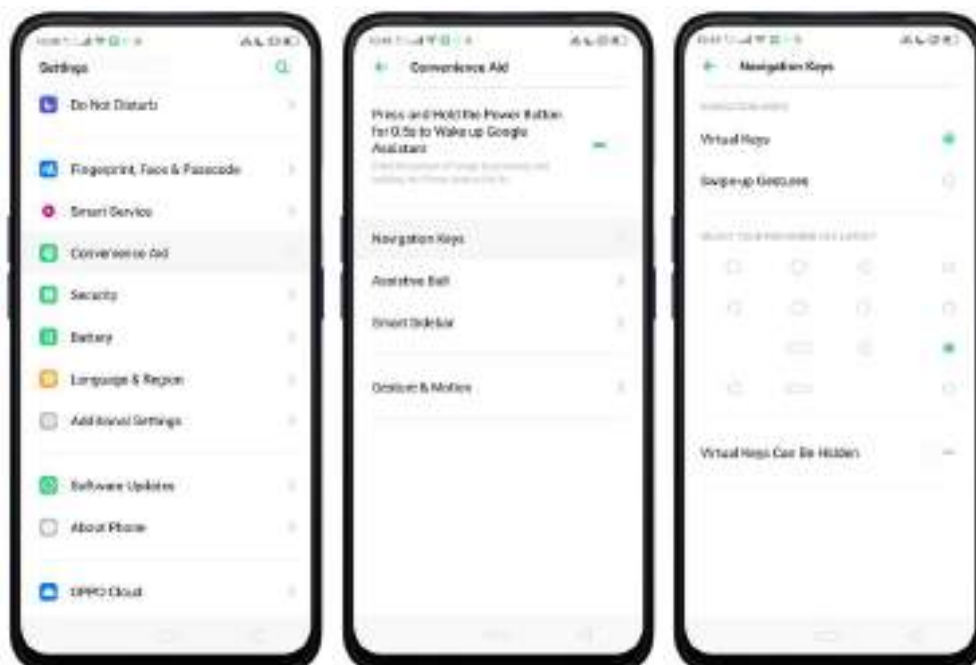 Settings
Do Not Disturb
Fingerprint, Face & Passcode
Smart Service
Convenience Aid
Security
Battery
Language & Region
Additional Settings
Software Updates
About Phone
OPPO Cloud
Convenience Aid
Press and Hold the Power Button
for 0.5s to Wake up Google
Assistant
Navigation Keys
Assistive Ball
Smart Sidebar
Gesture & Motion
Navigation Keys
NAVIGATION KEYS
Virtual Keys
Swipe-up Gestures
Virtual Keys Can Be Hidden